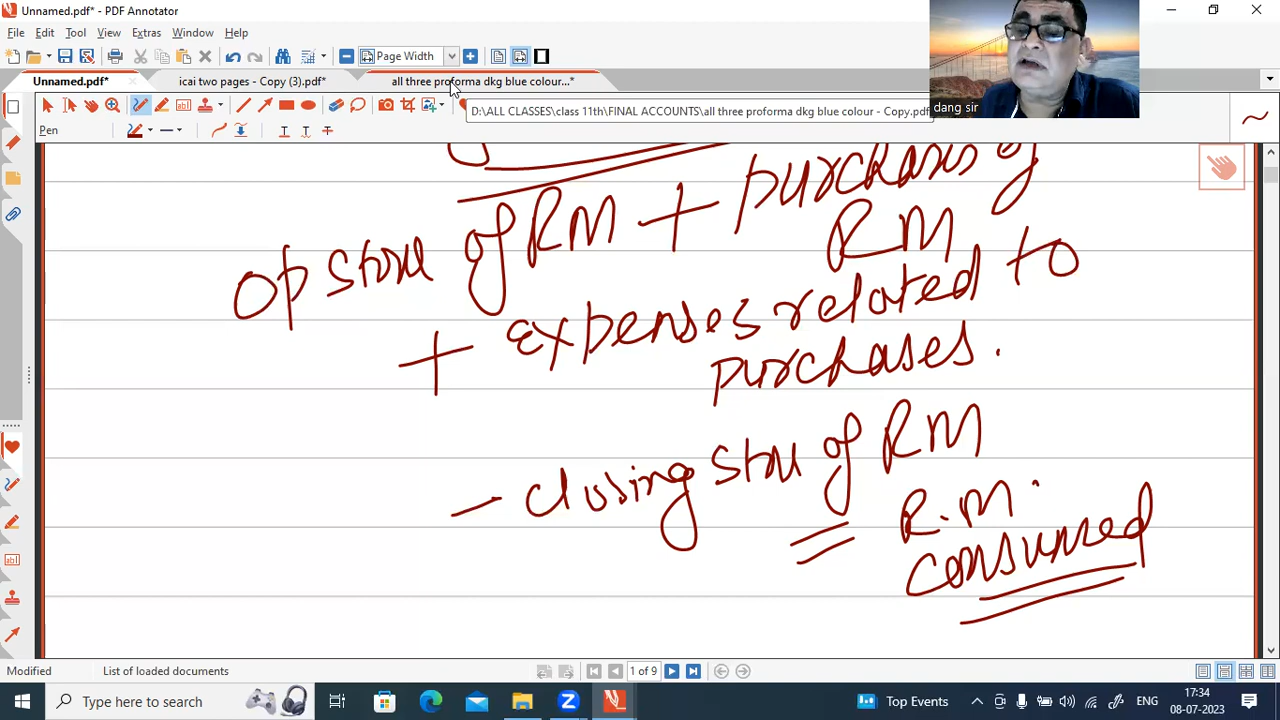 Unnamed.pdf* - PDF Annotator
File Edit Tool View Extras Window Help
Page Width
Unnamed.pdf* icai two pages - Copy (3).pdf* all three proforma dkg blue colour...*
D:\ALL CLASSES\class 11th\FINAL ACCOUNTS\all three proforma dkg blue colour - Copy.pdf
dang sir
Pen
purchases of
op store of RM + RM
+ expenses related to
purchases.
- closing store of RM
= R.M.
consumed
Modified List of loaded documents 1 of 9
Type here to search Top Events ENG 17:34
08-07-2023